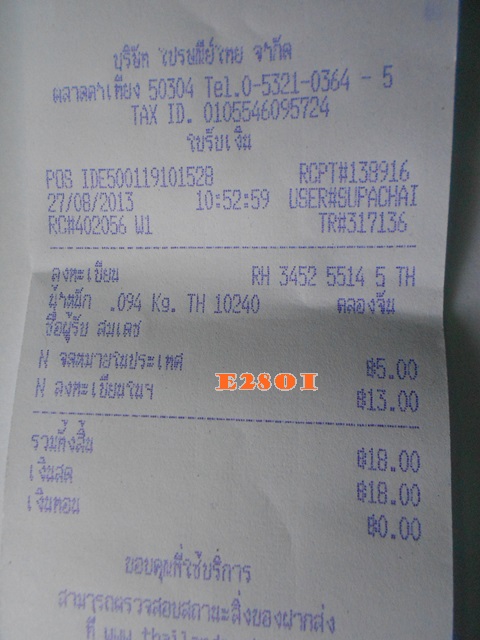 บริษัท ไปรษณีย์ไทย จำกัด
ตลาดคำเที่ยง 50304 Tel.0-5321-0364 - 5
TAX ID. 0105546095724
ใบรับเงิน
POS IDE500119101528 RCPT#138916
27/08/2013 10:52:59 USER#SUPACHAI
RC#402056 W1 TR#317136
ลงทะเบียน RH 3452 5514 5 TH
น้ำหนัก .094 Kg. TH 10240 คลองจั่น
ชื่อผู้รับ สมเดช
N จดหมายในประเทศ ฿5.00
E280I
N ลงทะเบียนในฯ ฿13.00
รวมทั้งสิ้น ฿18.00
เงินสด ฿18.00
เงินทอน ฿0.00
ขอบคุณที่ใช้บริการ
สามารถตรวจสอบสถานะสิ่งของฝากส่ง
ที่ www.